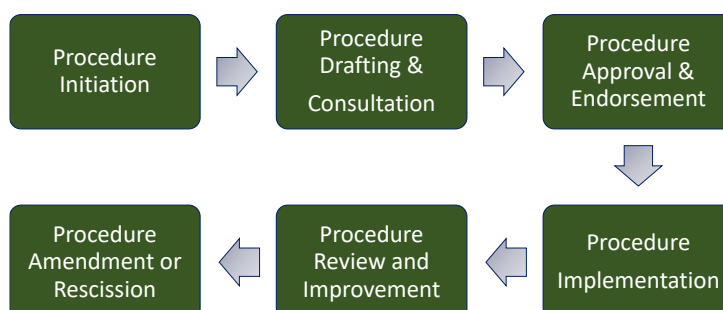 Procedure
Initiation
Procedure
Drafting &
Consultation
Procedure
Approval &
Endorsement
Procedure
Amendment or
Rescission
Procedure
Review and
Improvement
Procedure
Implementation